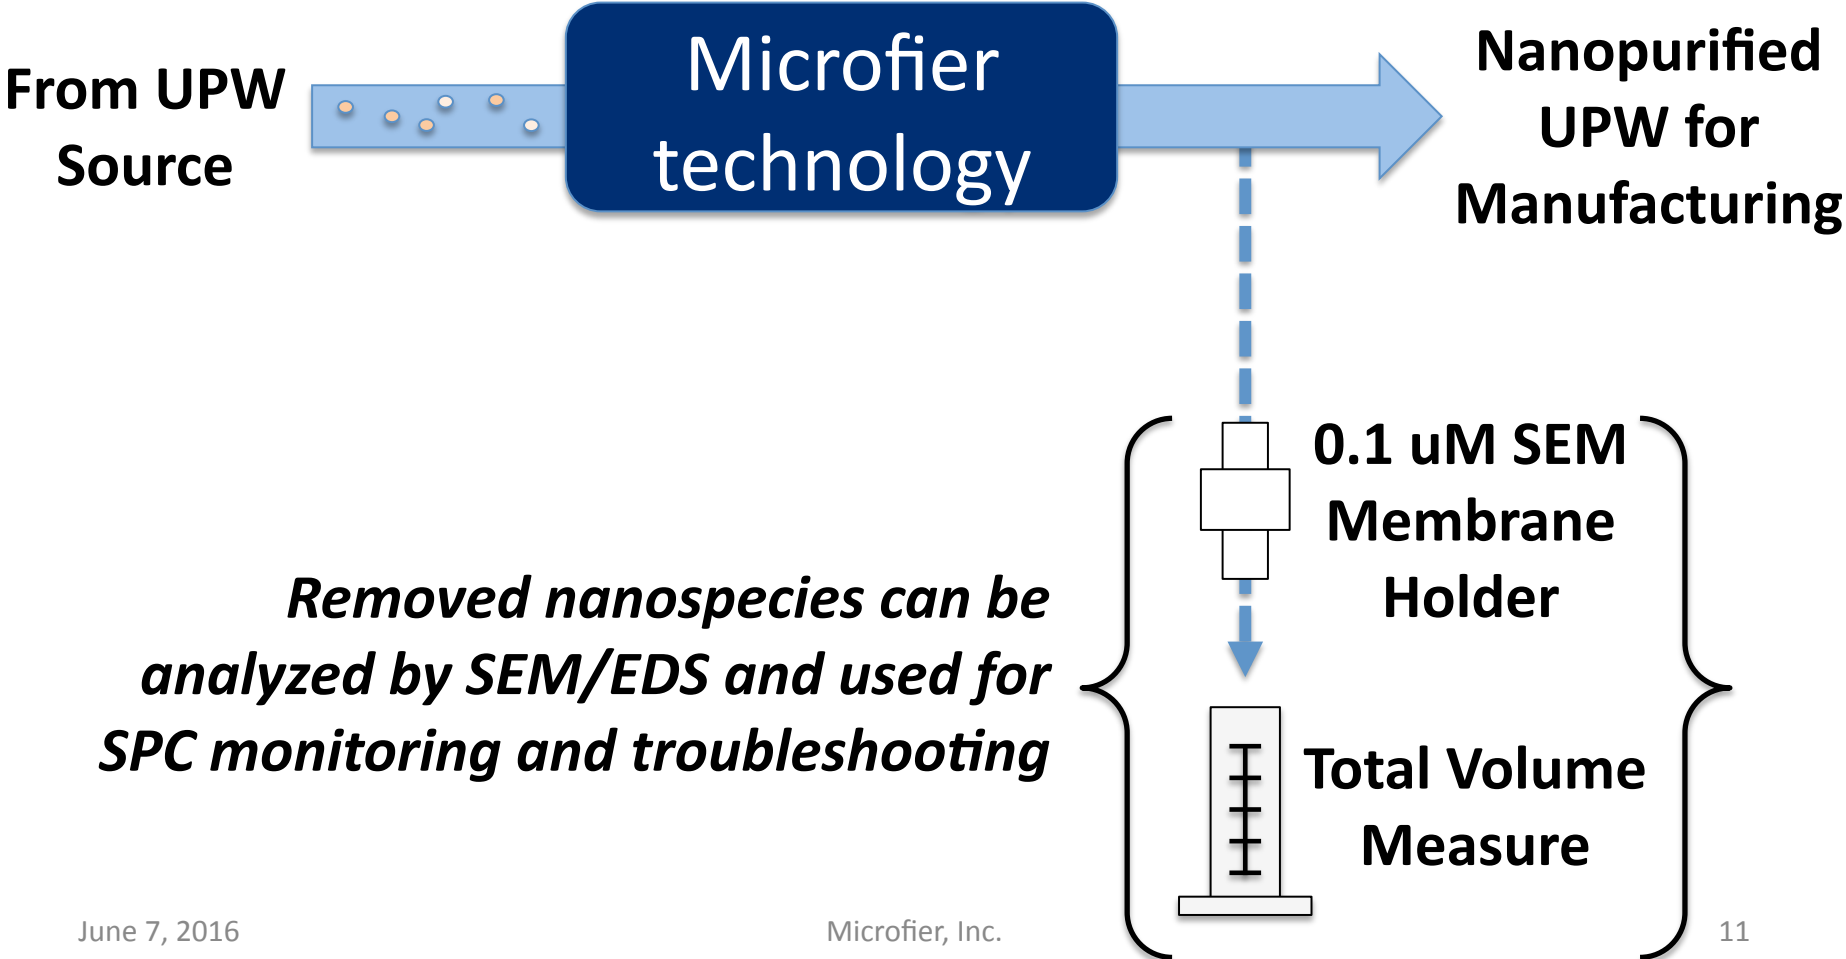 From UPW
Source
Microfier
technology
Nanopurified
UPW for
Manufacturing
0.1 uM SEM
Membrane
Holder
Removed nanospecies can be
analyzed by SEM/EDS and used for
SPC monitoring and troubleshooting
Total Volume
Measure
June 7, 2016
Microfier, Inc.
11